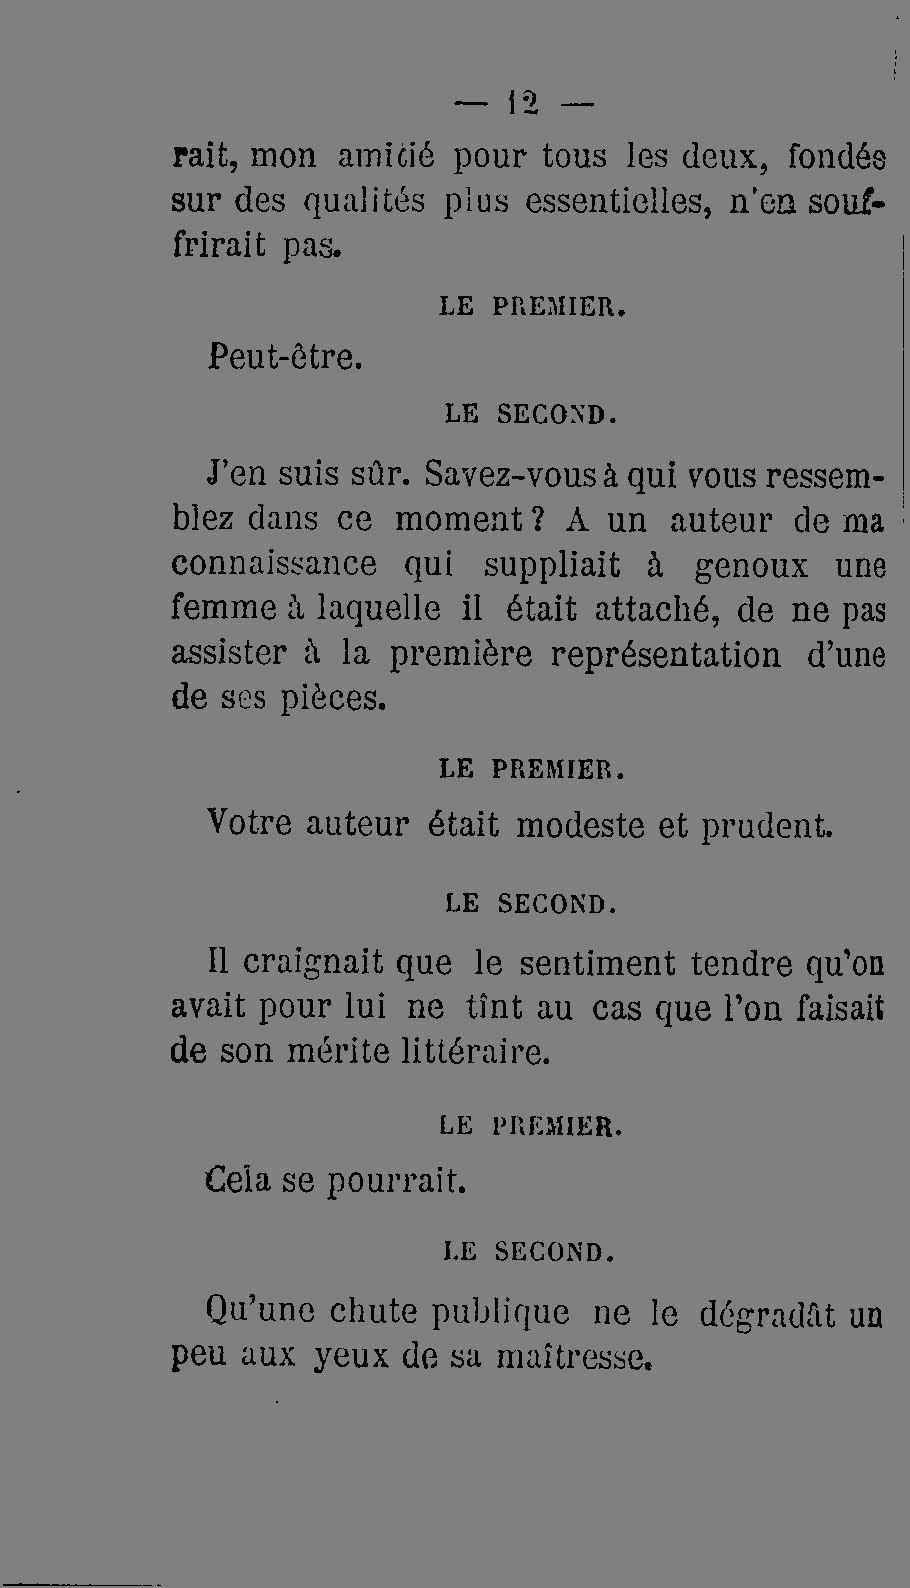 — 12 —
rait, mon amitié pour tous les deux, fondés
sur des qualités plus essentielles, n'en souf-
frirait pas.
LE PREMIER.
Peut-être.
LE SECOND.
J'en suis sûr. Savez-vous à qui vous ressem-
blez dans ce moment? A un auteur de ma
connaissance qui suppliait à genoux une
femme à laquelle il était attaché, de ne pas
assister à la première représentation d'une
de ses pièces.
LE PREMIER.
Votre auteur était modeste et prudent.
LE SECOND.
Il craignait que le sentiment tendre qu'on
avait pour lui ne tînt au cas que l'on faisait
de son mérite littéraire.
LE PREMIER.
Cela se pourrait.
LE SECOND.
Qu'une chute publique ne le dégradât un
peu aux yeux de sa maîtresse.